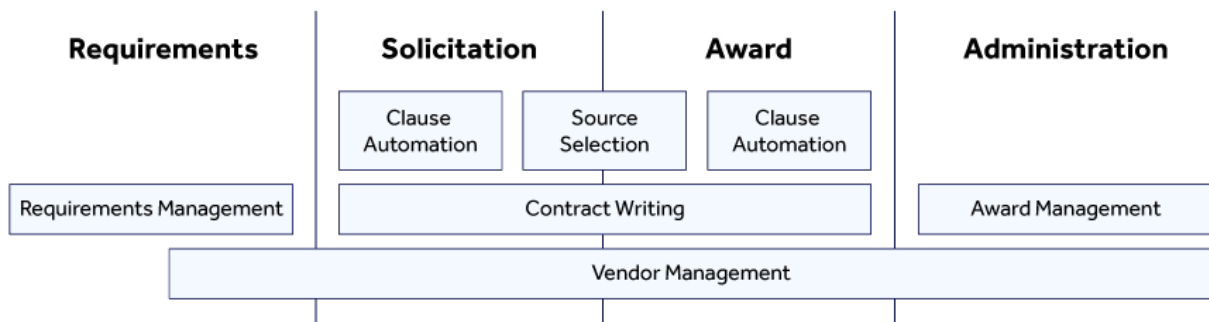 Requirements
Solicitation
Award
Administration
Clause
Automation
Source
Selection
Clause
Automation
Requirements Management
Contract Writing
Award Management
Vendor Management